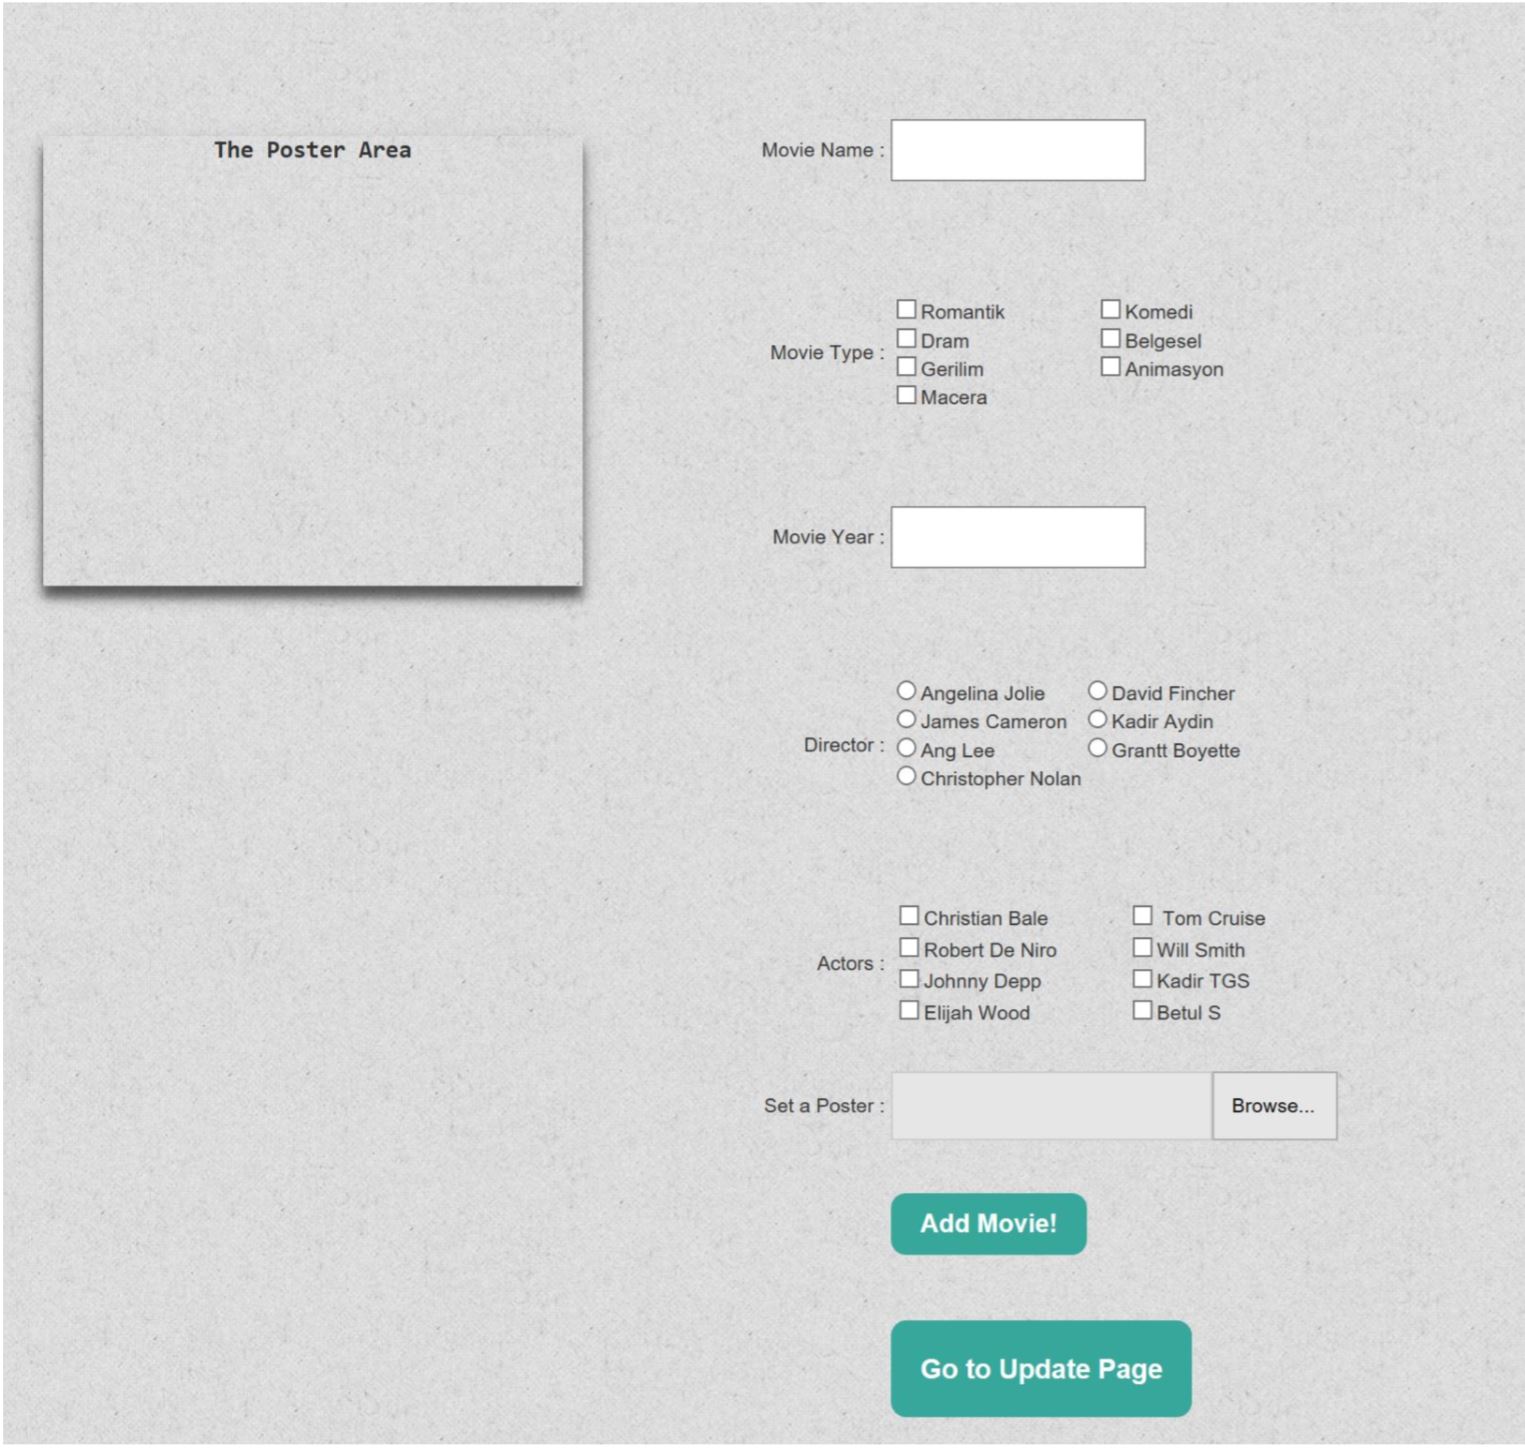 The Poster Area
Movie Name :
Movie Type :
Romantik
Komedi
Dram
Belgesel
Gerilim
Animasyon
Macera
Movie Year :
Director :
Angelina Jolie
David Fincher
James Cameron
Kadir Aydin
Ang Lee
Grantt Boyette
Christopher Nolan
Actors :
Christian Bale
Tom Cruise
Robert De Niro
Will Smith
Johnny Depp
Kadir TGS
Elijah Wood
Betul S
Set a Poster :
Browse...
Add Movie!
Go to Update Page